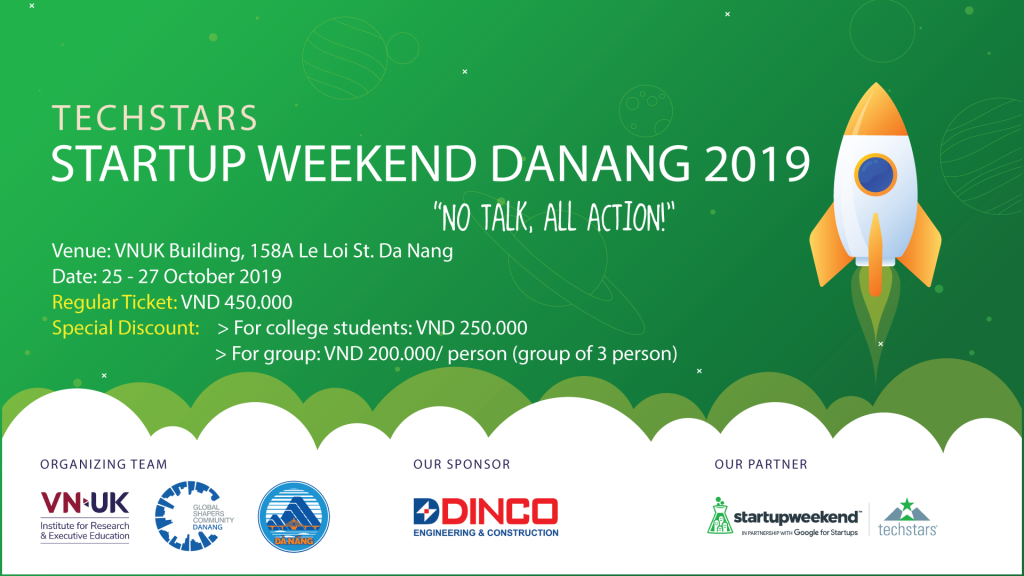 TECHSTARS
STARTUP WEEKEND DANANG 2019
"NO TALK, ALL ACTION!"
Venue: VNUK Building, 158A Le Loi St. Da Nang
Date: 25 - 27 October 2019
Regular Ticket: VND 450.000
Special Discount: > For college students: VND 250.000
> For group: VND 200.000/ person (group of 3 person)
ORGANIZING TEAM
VN UK
Institute for Research
& Executive Education
GLOBAL
SHAPERS
COMMUNITY
DANANG
DA NANG
OUR SPONSOR
DINCO
ENGINEERING & CONSTRUCTION
OUR PARTNER
startupweekend™
IN PARTNERSHIP WITH Google for Startups
techstars